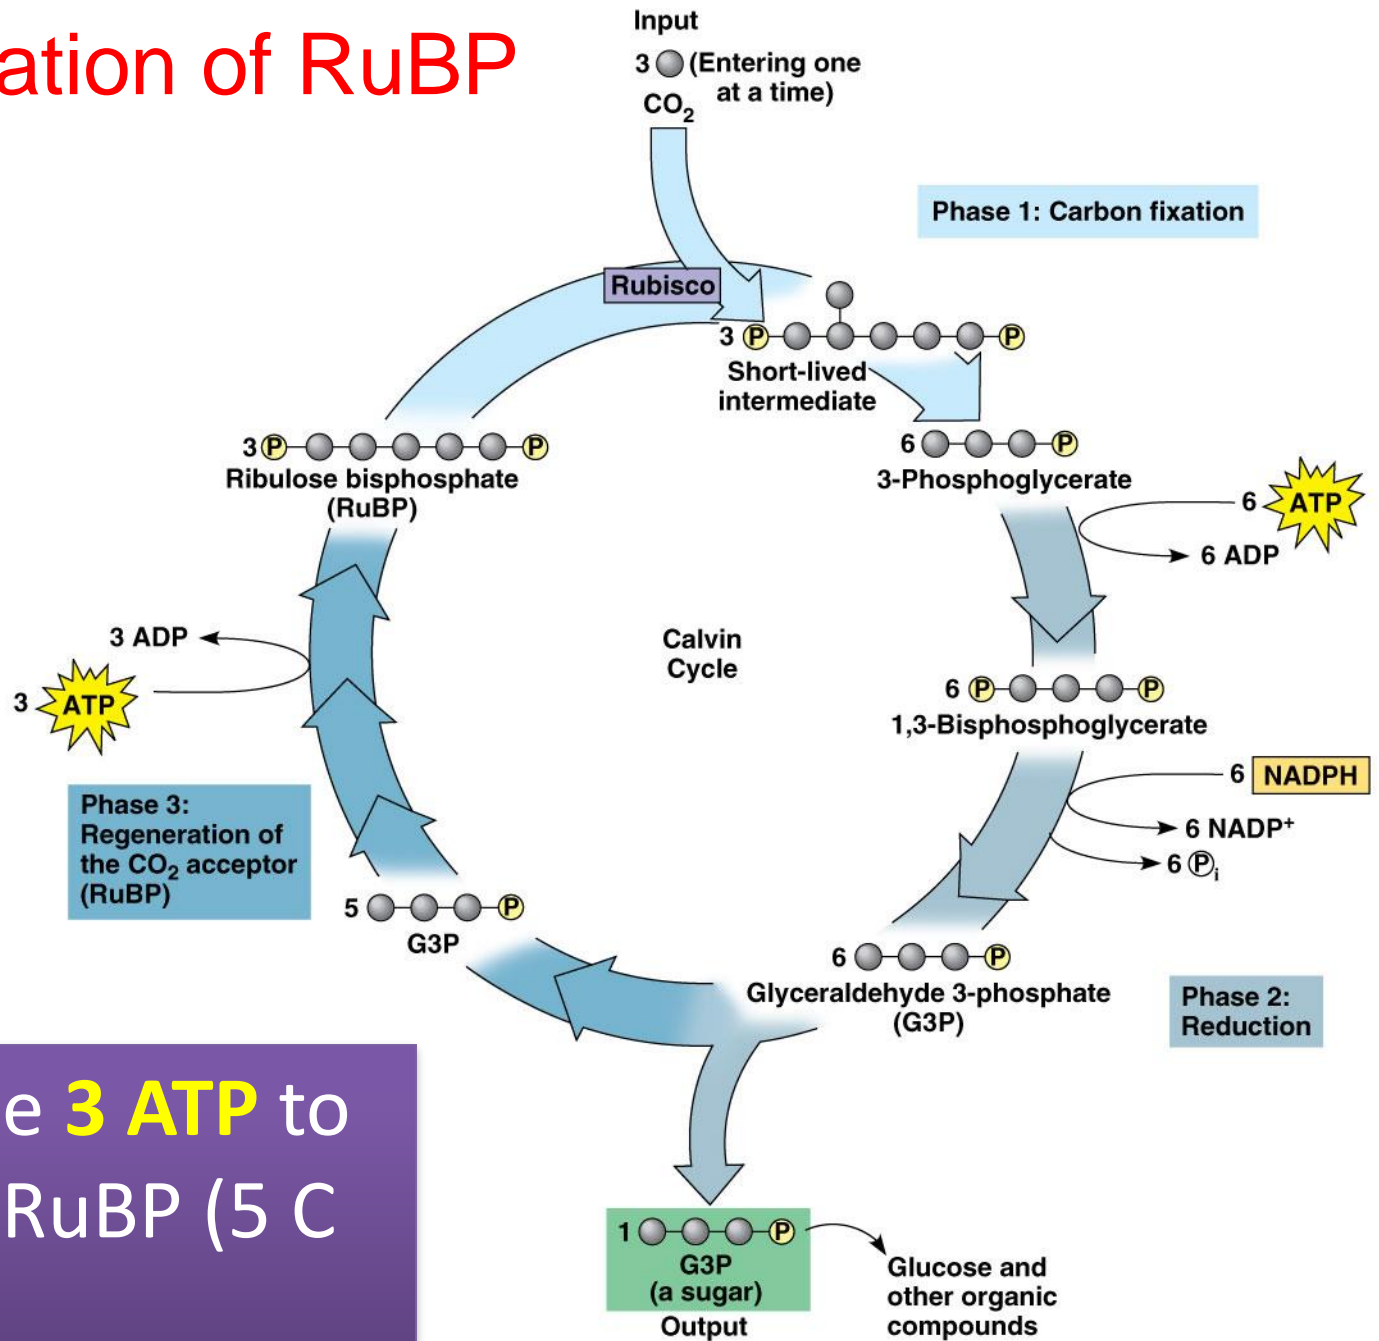 ation of RuBP
Input
3 (Entering one
at a time)
CO₂
Phase 1: Carbon fixation
Rubisco
3 P P
Short-lived
intermediate
3 P P
Ribulose bisphosphate
(RuBP)
6 P
3-Phosphoglycerate
6 ATP
6 ADP
3 ADP
3 ATP
Calvin
Cycle
6 P P
1,3-Bisphosphoglycerate
6 NADPH
6 NADP⁺
6 Pᵢ
Phase 3:
Regeneration of
the CO₂ acceptor
(RuBP)
5 P
G3P
6 P
Glyceraldehyde 3-phosphate
(G3P)
Phase 2:
Reduction
e 3 ATP to
RuBP (5 C
1 P
G3P
(a sugar)
Output
Glucose and
other organic
compounds